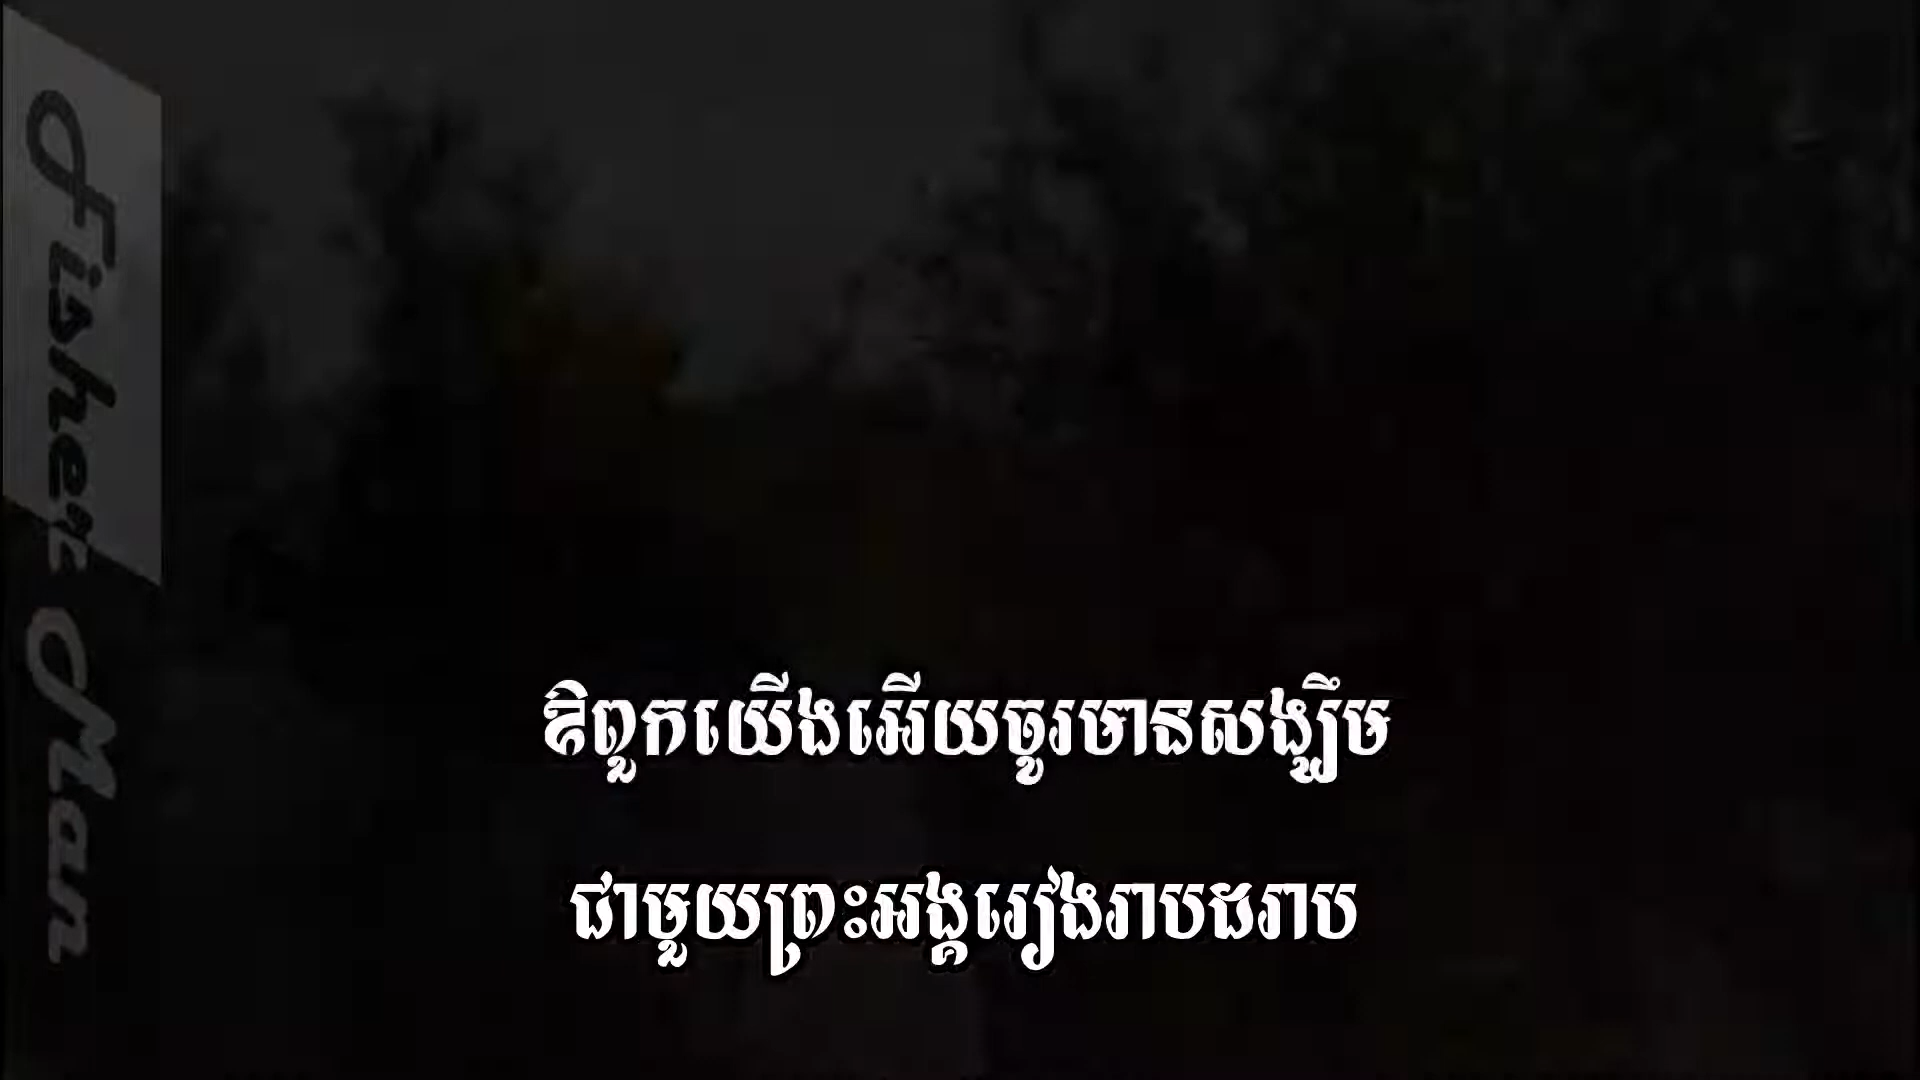 Fisher Man
ឱពួកយើងអើយចូរមានសង្ឃឹម
ជាមួយព្រះអង្គរៀងរាបដរាប